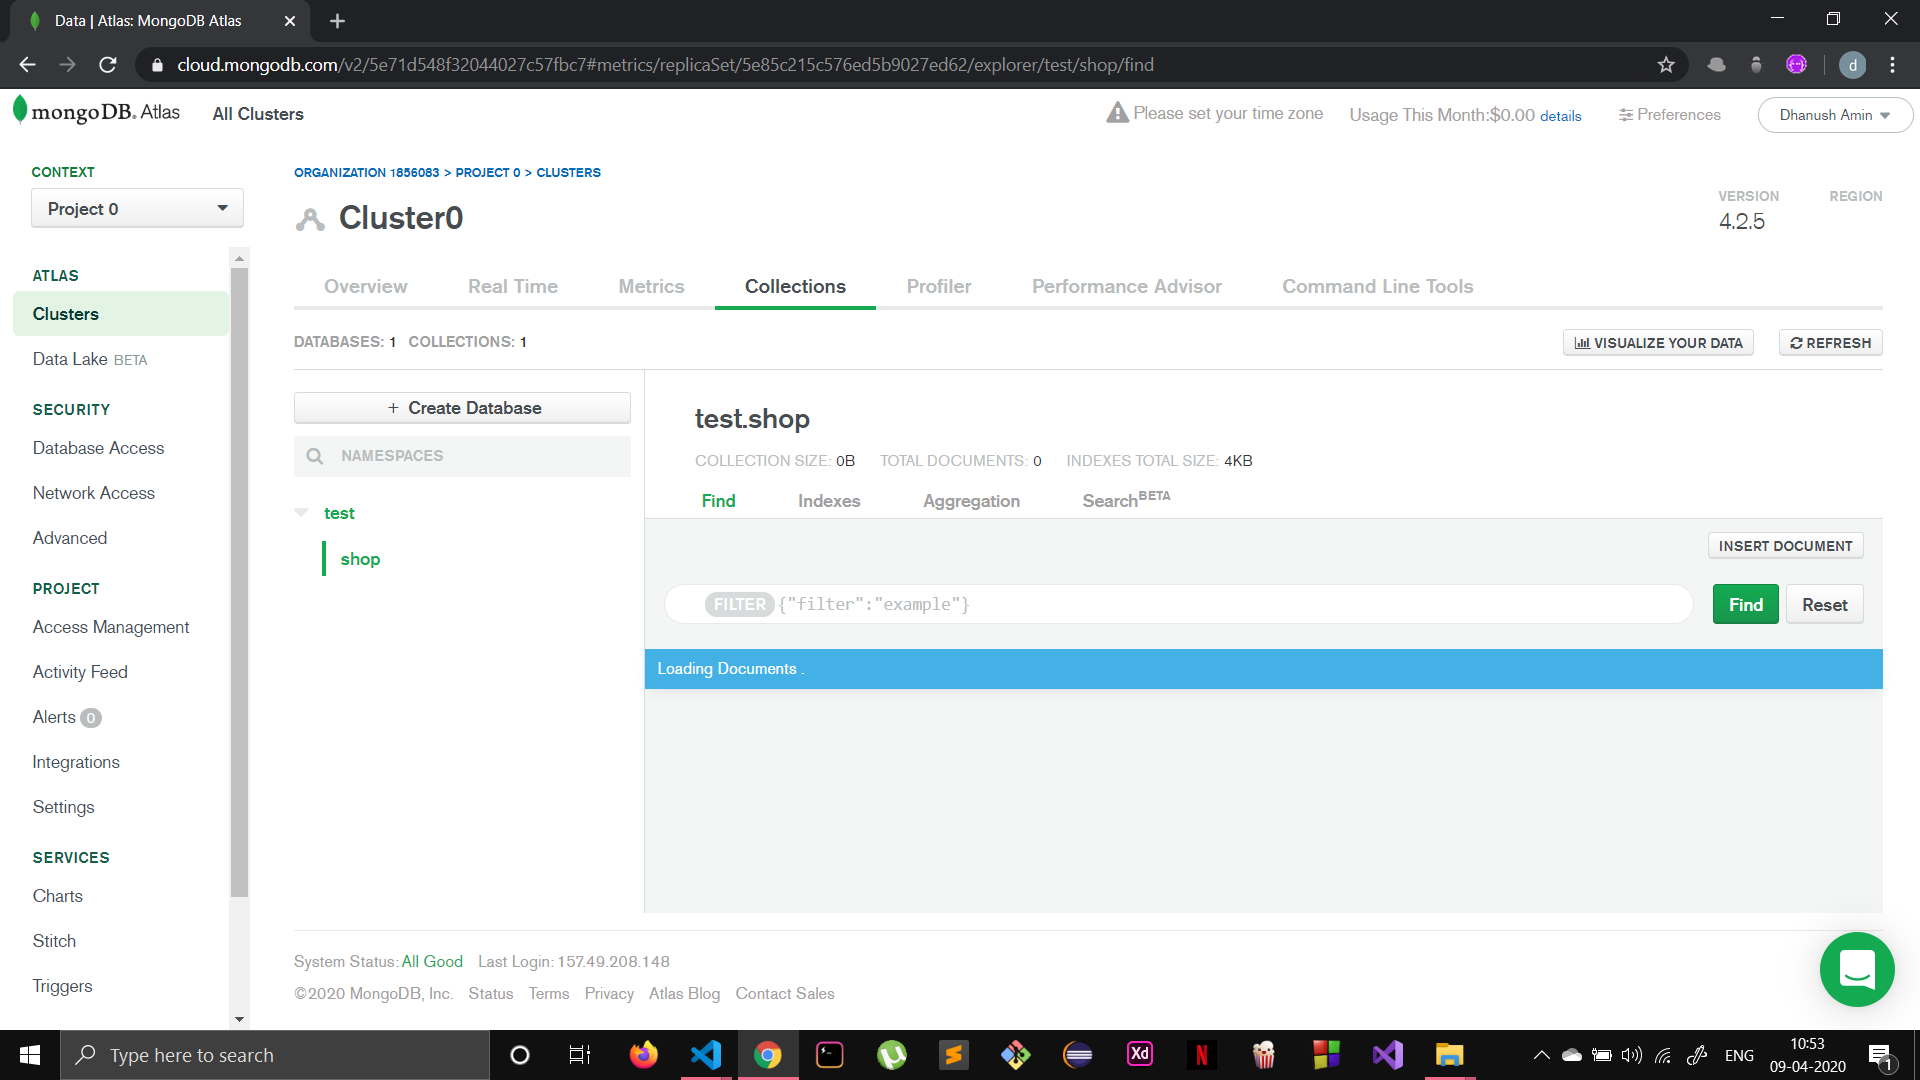 Data | Atlas: MongoDB Atlas
cloud.mongodb.com/v2/5e71d548f32044027c57fbc7#metrics/replicaSet/5e85c215c576ed5b9027ed62/explorer/test/shop/find
d
mongoDB. Atlas
All Clusters
Please set your time zone
Usage This Month:$0.00 details
Preferences
Dhanush Amin
CONTEXT
Project 0
ATLAS
Clusters
Data Lake BETA
SECURITY
Database Access
Network Access
Advanced
PROJECT
Access Management
Activity Feed
Alerts 0
Integrations
Settings
SERVICES
Charts
Stitch
Triggers
ORGANIZATION 1856083 > PROJECT 0 > CLUSTERS
Cluster0
VERSION
4.2.5
REGION
Overview
Real Time
Metrics
Collections
Profiler
Performance Advisor
Command Line Tools
DATABASES: 1 COLLECTIONS: 1
VISUALIZE YOUR DATA
REFRESH
+ Create Database
NAMESPACES
test
shop
test.shop
COLLECTION SIZE: 0B TOTAL DOCUMENTS: 0 INDEXES TOTAL SIZE: 4KB
Find
Indexes
Aggregation
Search BETA
INSERT DOCUMENT
FILTER {"filter":"example"}
Find
Reset
Loading Documents .
System Status: All Good Last Login: 157.49.208.148
©2020 MongoDB, Inc. Status Terms Privacy Atlas Blog Contact Sales
Type here to search
Xd
N
ENG
10:53
09-04-2020
1